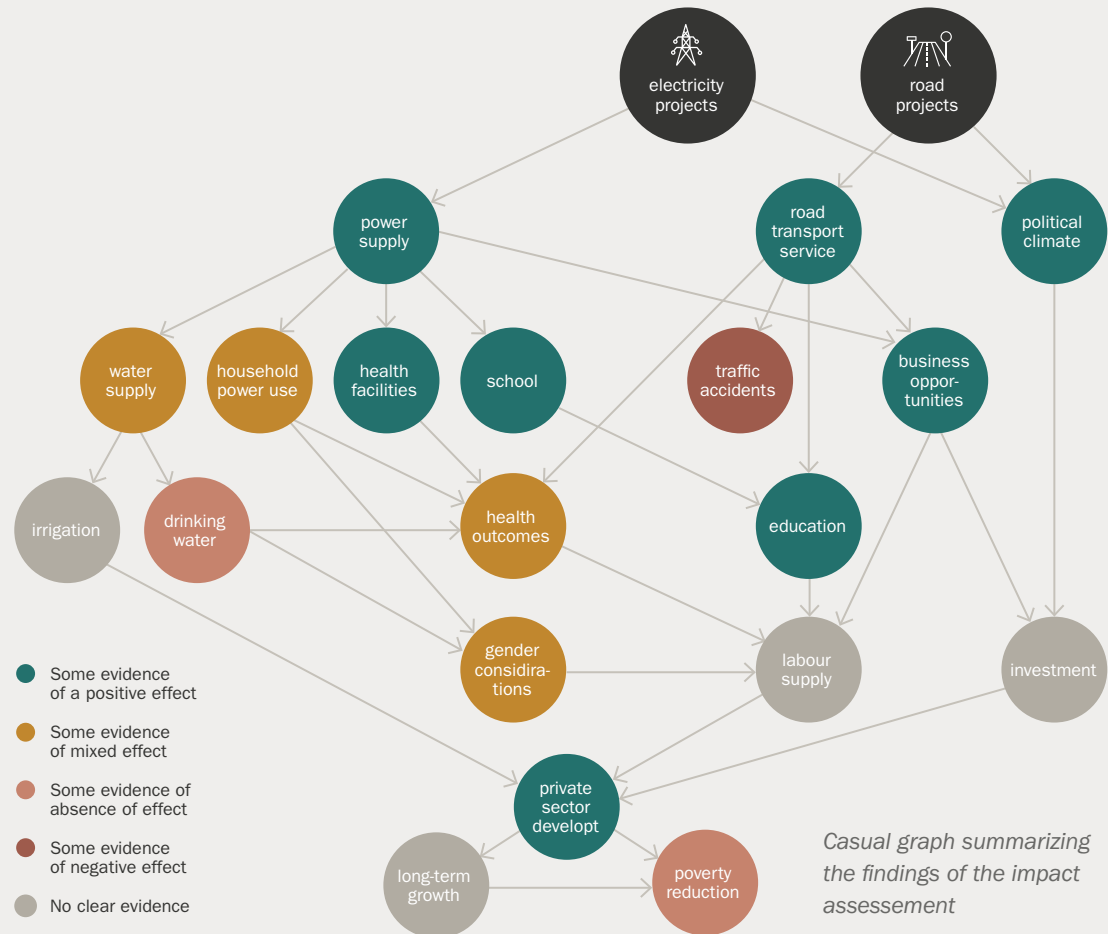 electricity
projects
road
projects
power
supply
road
transport
service
political
climate
water
supply
household
power use
health
facilities
school
traffic
accidents
business
oppor-
tunities
irrigation
drinking
water
health
outcomes
education
gender
considira-
tions
labour
supply
investment
Some evidence
of a positive effect
Some evidence
of mixed effect
Some evidence of
absence of effect
Some evidence
of negative effect
No clear evidence
private
sector
developt
long-term
growth
poverty
reduction
Casual graph summarizing
the findings of the impact
assessement